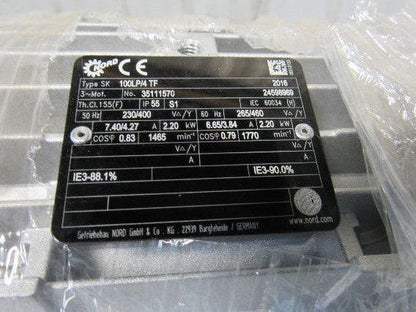 NORD CE
Type SK 100LP/4 TF 2016
3~Mot. No. 35111570 24598969
Th.Cl.155(F) IP 55 S1 IEC 60034 (H)
50 Hz 230/400 V△/Y 60 Hz 265/460 V△/Y
7.40/4.27 A 2.20 kW 6.65/3.84 A 2.20 kW
COSφ 0.83 1465 min⁻¹ COSφ 0.79 1770 min⁻¹
IE3-88.1% IE3-90.0%
www.nord.com
Getriebebau NORD GmbH & Co. KG . 22939 Bargteheide / GERMANY